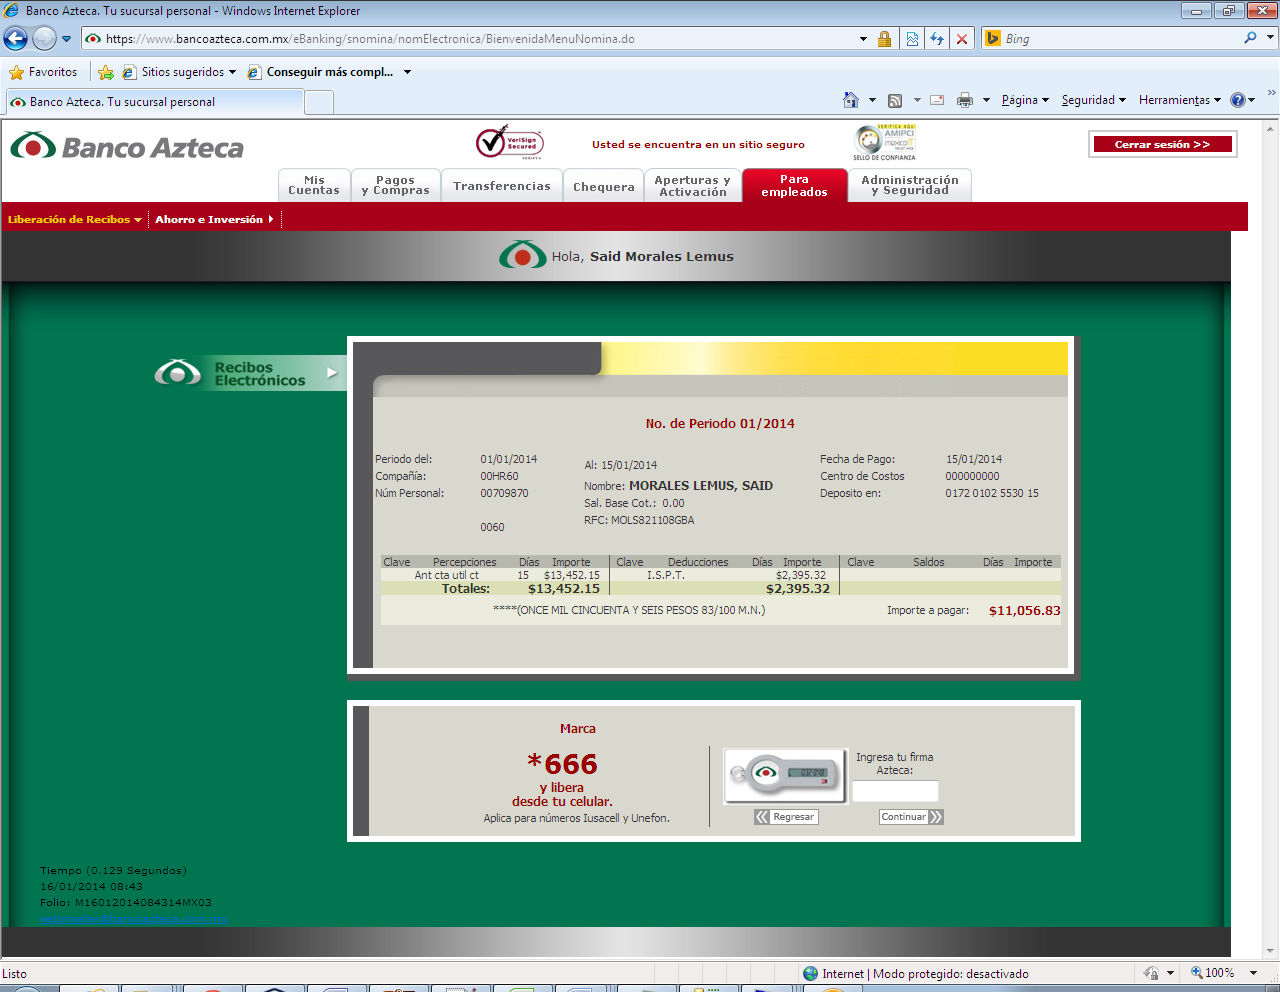 Banco Azteca. Tu sucursal personal - Windows Internet Explorer
https://www.bancoazteca.com.mx/eBanking/snomina/nomElectronica/BienvenidaMenuNomina.do
Bing
Favoritos
Sitios sugeridos
Conseguir más compl...
Banco Azteca. Tu sucursal personal
Página
Seguridad
Herramientas
Banco Azteca
VeriSign Secured
Usted se encuentra en un sitio seguro
VERIFICA AQUI
AMIPCI
SELLO DE CONFIANZA
Cerrar sesión >>
Mis Cuentas
Pagos y Compras
Transferencias
Chequera
Aperturas y Activación
Para empleados
Administración y Seguridad
Liberación de Recibos
Ahorro e Inversión
Hola, Said Morales Lemus
Recibos
Electrónicos
No. de Periodo 01/2014
Periodo del: 01/01/2014 Al: 15/01/2014 Fecha de Pago: 15/01/2014
Compañía: 00HR60 Nombre: MORALES LEMUS, SAID Centro de Costos 000000000
Núm Personal: 00709870 Sal. Base Cot.: 0.00 Deposito en: 0172 0102 5530 15
0060 RFC: MOLS821108GBA
Clave Percepciones Días Importe Clave Deducciones Días Importe Clave Saldos Días Importe
Ant cta util ct 15 $13,452.15 I.S.P.T. $2,395.32
Totales: $13,452.15 $2,395.32
****(ONCE MIL CINCUENTA Y SEIS PESOS 83/100 M.N.) Importe a pagar: $11,056.83
Marca
*666
y libera
desde tu celular.
Aplica para números Iusacell y Unefon.
Ingresa tu firma
Azteca:
Regresar
Continuar
Tiempo (0.129 Segundos)
16/01/2014 08:43
Folio: M16012014084314MX03
Listo
Internet | Modo protegido: desactivado
100%